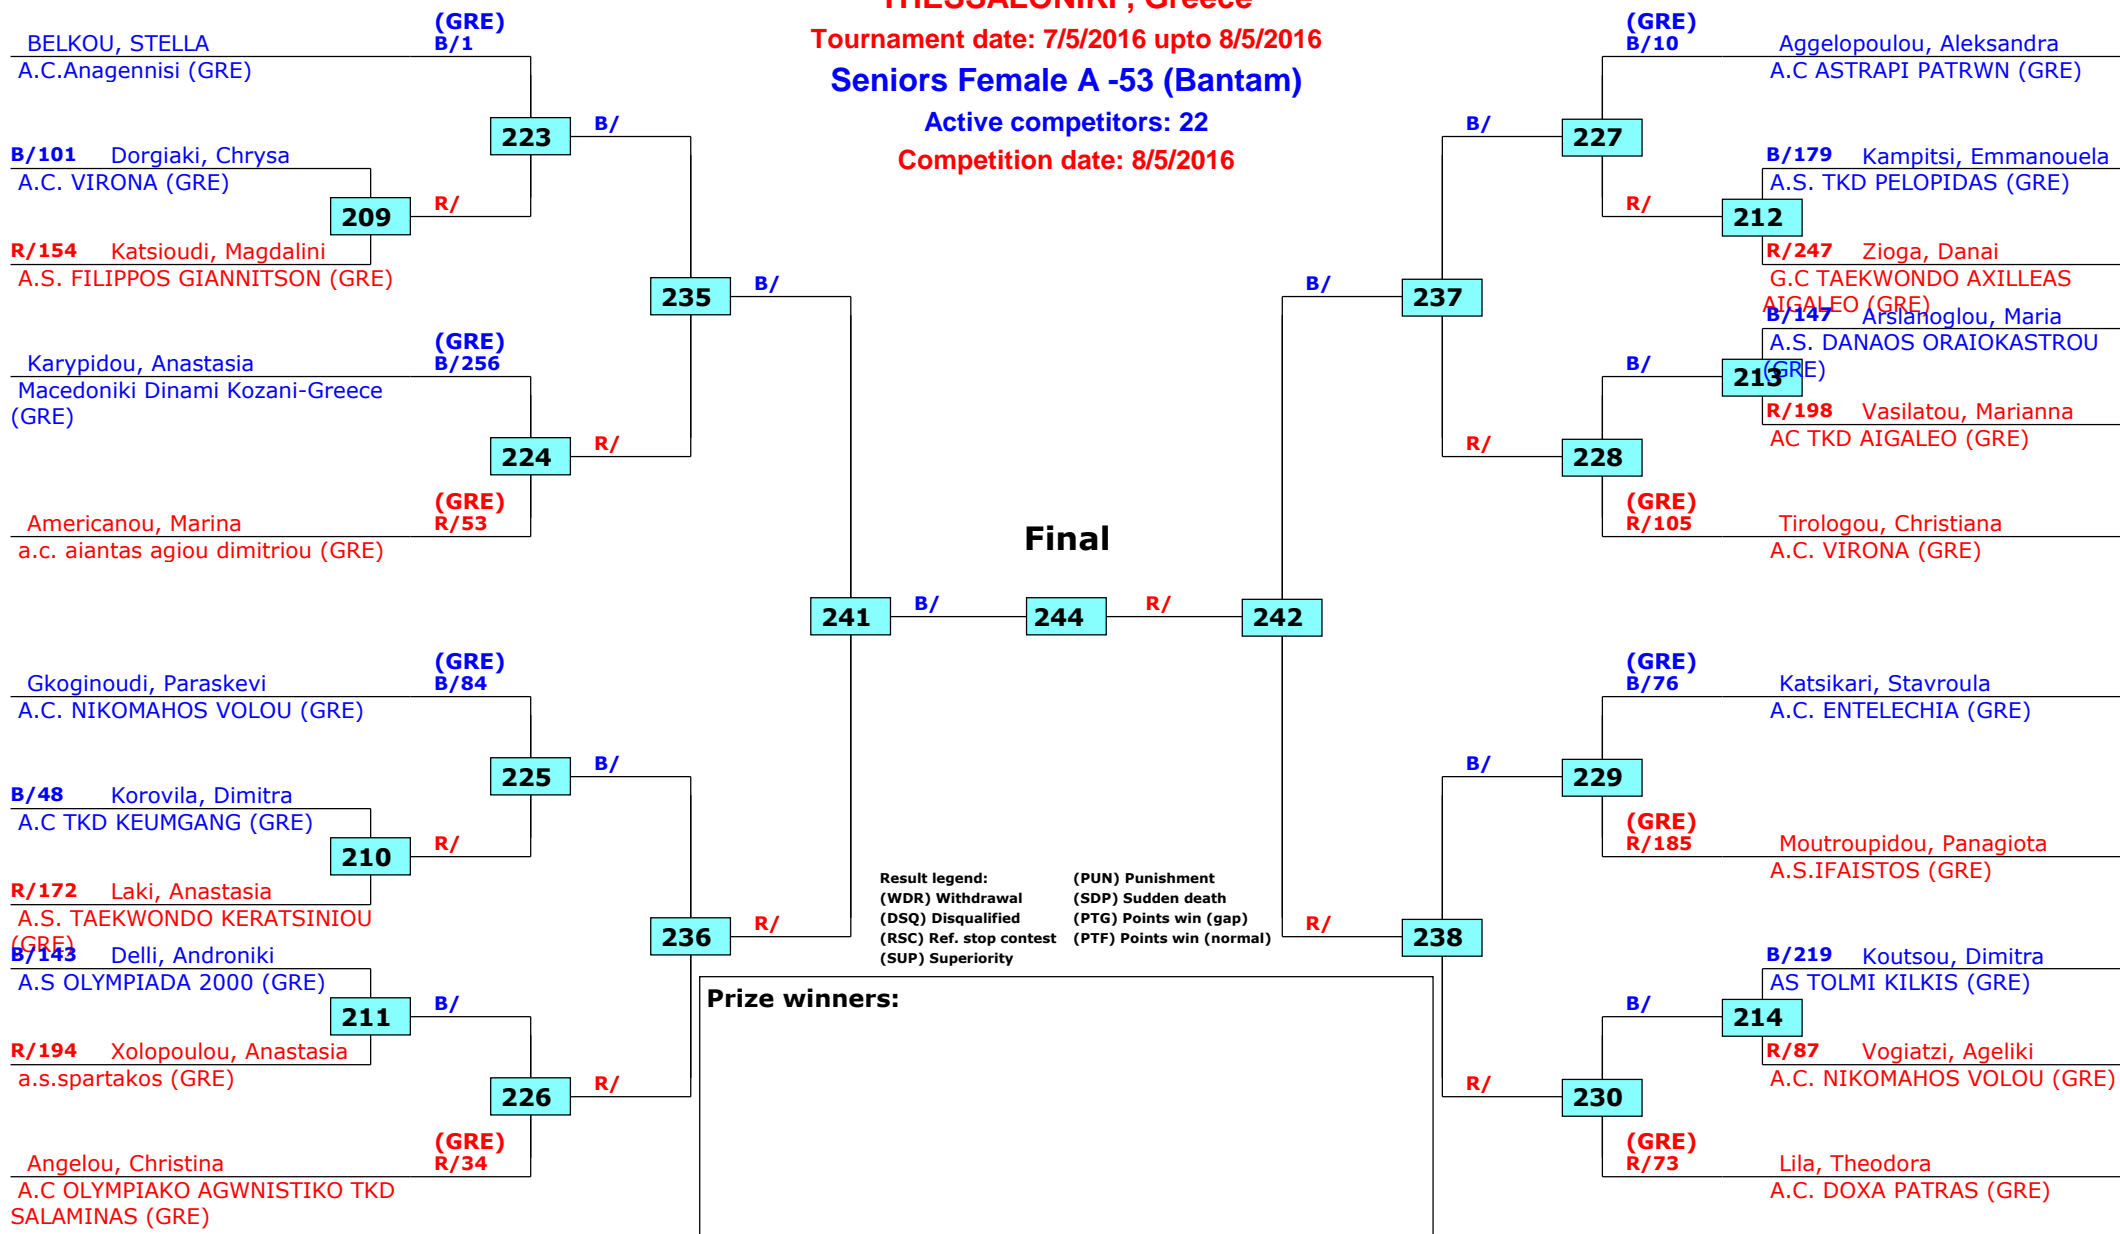 THESSALONIKI , Greece
Tournament date: 7/5/2016 upto 8/5/2016
Seniors Female A -53 (Bantam)
Active competitors: 22
Competition date: 8/5/2016
(GRE)
BELKOU, STELLA B/1
A.C.Anagennisi (GRE)
223
B/
B/101 Dorgiaki, Chrysa
A.C. VIRONA (GRE)
209
R/
R/154 Katsioudi, Magdalini
A.S. FILIPPOS GIANNITSON (GRE)
235
B/
(GRE)
Karypidou, Anastasia B/256
Macedoniki Dinami Kozani-Greece
(GRE)
224
R/
(GRE)
Americanou, Marina R/53
a.c. aiantas agiou dimitriou (GRE)
241
B/
(GRE)
Gkoginoudi, Paraskevi B/84
A.C. NIKOMAHOS VOLOU (GRE)
225
B/
B/48 Korovila, Dimitra
A.C TKD KEUMGANG (GRE)
210
R/
R/172 Laki, Anastasia
A.S. TAEKWONDO KERATSINIOU
(GRE)
236
R/
B/143 Delli, Androniki
A.S OLYMPIADA 2000 (GRE)
211
B/
R/194 Xolopoulou, Anastasia
a.s.spartakos (GRE)
226
R/
(GRE)
Angelou, Christina R/34
A.C OLYMPIAKO AGWNISTIKO TKD
SALAMINAS (GRE)
Final
244
R/
242
(GRE)
B/10 Aggelopoulou, Aleksandra
A.C ASTRAPI PATRWN (GRE)
B/
227
B/179 Kampitsi, Emmanouela
A.S. TKD PELOPIDAS (GRE)
R/
212
R/247 Zioga, Danai
G.C TAEKWONDO AXILLEAS
AIGALEO (GRE)
B/
237
B/147 Arslanoglou, Maria
A.S. DANAOS ORAIOKASTROU
(GRE)
B/
213
R/198 Vasilatou, Marianna
AC TKD AIGALEO (GRE)
R/
228
(GRE)
R/105 Tirologou, Christiana
A.C. VIRONA (GRE)
(GRE)
B/76 Katsikari, Stavroula
A.C. ENTELECHIA (GRE)
B/
229
(GRE)
R/185 Moutroupidou, Panagiota
A.S.IFAISTOS (GRE)
R/
238
B/219 Koutsou, Dimitra
AS TOLMI KILKIS (GRE)
B/
214
R/87 Vogiatzi, Ageliki
A.C. NIKOMAHOS VOLOU (GRE)
R/
230
(GRE)
R/73 Lila, Theodora
A.C. DOXA PATRAS (GRE)
Result legend: (PUN) Punishment
(WDR) Withdrawal (SDP) Sudden death
(DSQ) Disqualified (PTG) Points win (gap)
(RSC) Ref. stop contest (PTF) Points win (normal)
(SUP) Superiority
Prize winners: